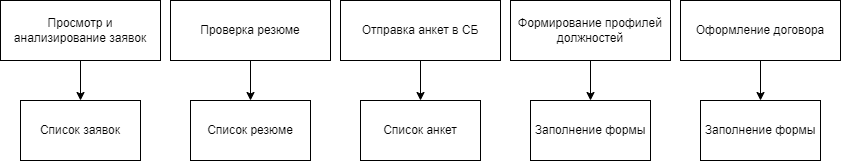 Просмотр и
анализирование заявок
Проверка резюме
Отправка анкет в СБ
Формирование профилей
должностей
Оформление договора
Список заявок
Список резюме
Список анкет
Заполнение формы
Заполнение формы